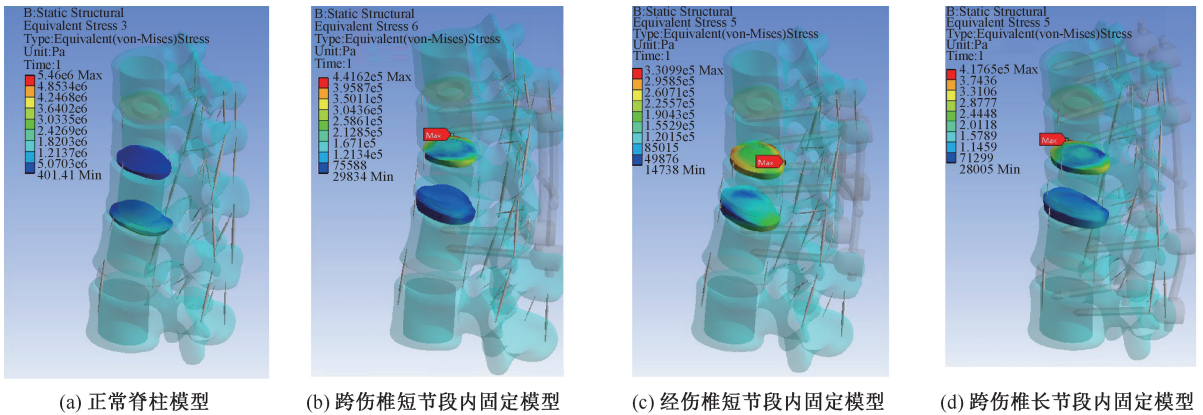 B:Static Structural
Equivalent Stress 3
Type:Equivalent(von-Mises)Stress
Unit:Pa
Time:1
5.46e6 Max
4.8534e6
4.2468e6
3.6402e6
3.0335e6
2.4269e6
1.8203e6
1.2137e6
5.0703e6
401.41 Min
(a) 正常脊柱模型
B:Static Structural
Equivalent Stress 6
Type:Equivalent(von-Mises)Stress
Unit:Pa
Time:1
4.4162e5 Max
3.9587e5
3.5011e5
3.0436e5
2.5861e5
2.1285e5
1.671e5
1.2134e5
75588
29834 Min
Max
(b) 跨伤椎短节段内固定模型
B:Static Structural
Equivalent Stress 5
Type:Equivalent(von-Mises)Stress
Unit:Pa
Time:1
3.3099e5 Max
2.9585e5
2.6071e5
2.2557e5
1.9043e5
1.5529e5
1.2015e5
85015
49876
14738 Min
Max
(c) 经伤椎短节段内固定模型
B:Static Structural
Equivalent Stress 5
Type:Equivalent(von-Mises)Stress
Unit:Pa
Time:1
4.1765e5 Max
3.7436
3.3106
2.8777
2.4448
2.0118
1.5789
1.1459
71299
28005 Min
Max
(d) 跨伤椎长节段内固定模型